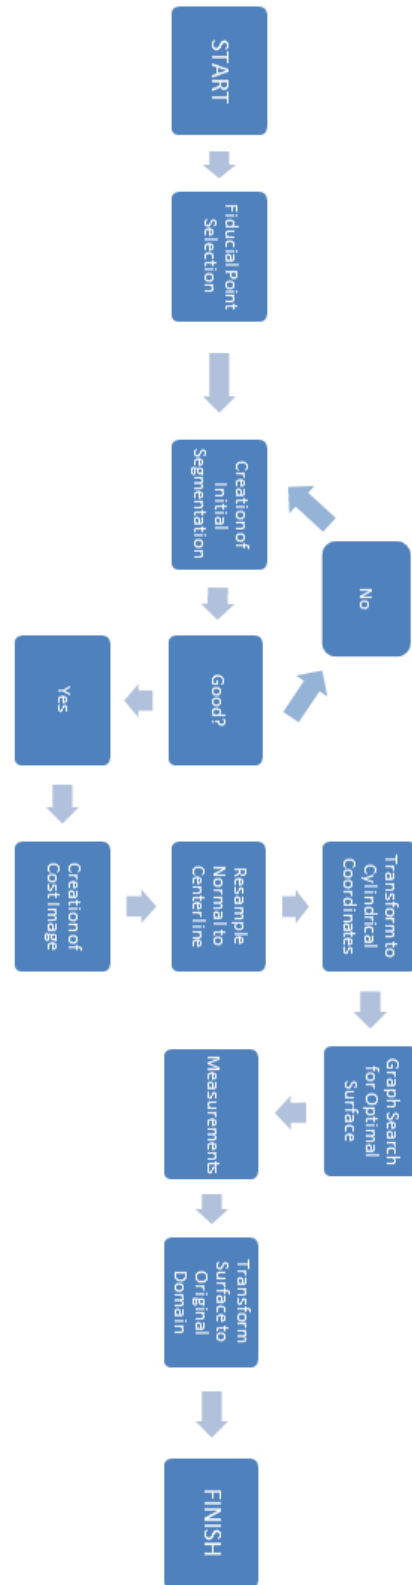 START
Fiducial Point
Selection
Creation of
Initial
Segmentation
No
Good?
Yes
Creation of
Cost Image
Resample
Normal to
Centerline
Transform to
Cylindrical
Coordinates
Graph Search
for Optimal
Surface
Measurements
Transform
Surface to
Original
Domain
FINISH